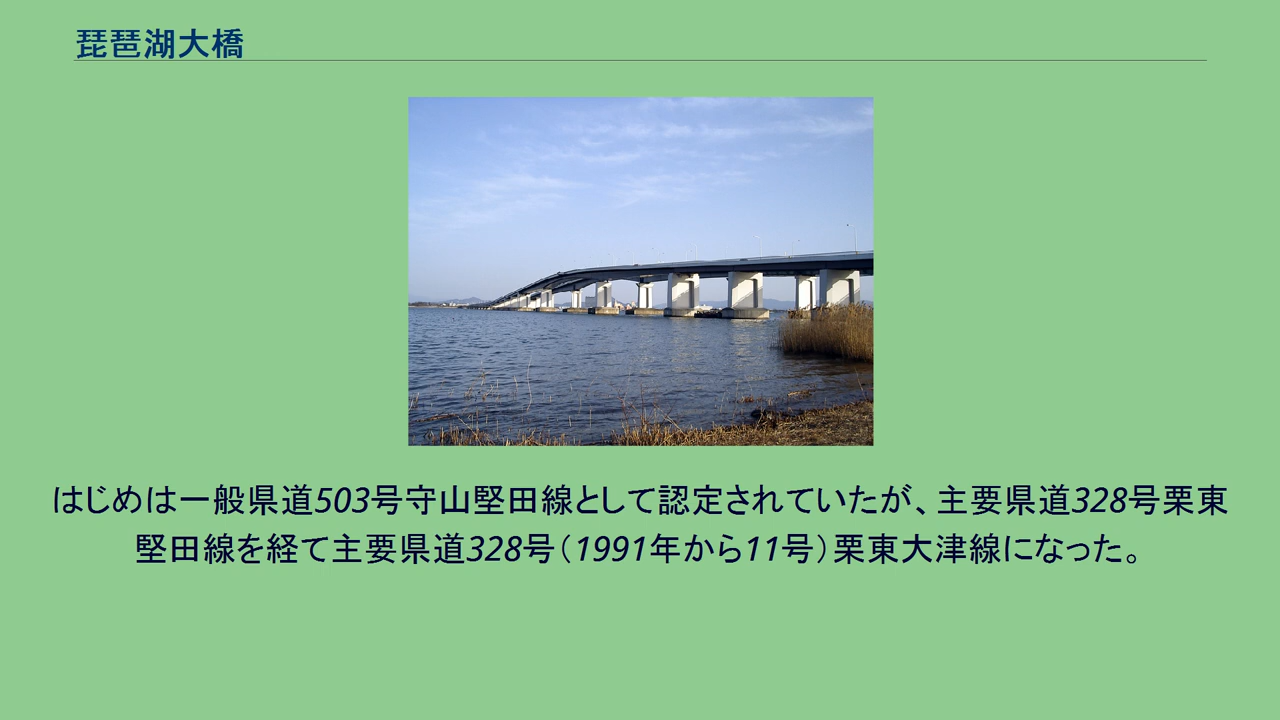 琵琶湖大橋
はじめは一般県道503号守山堅田線として認定されていたが、主要県道328号栗東
堅田線を経て主要県道328号（1991年から11号）栗東大津線になった。